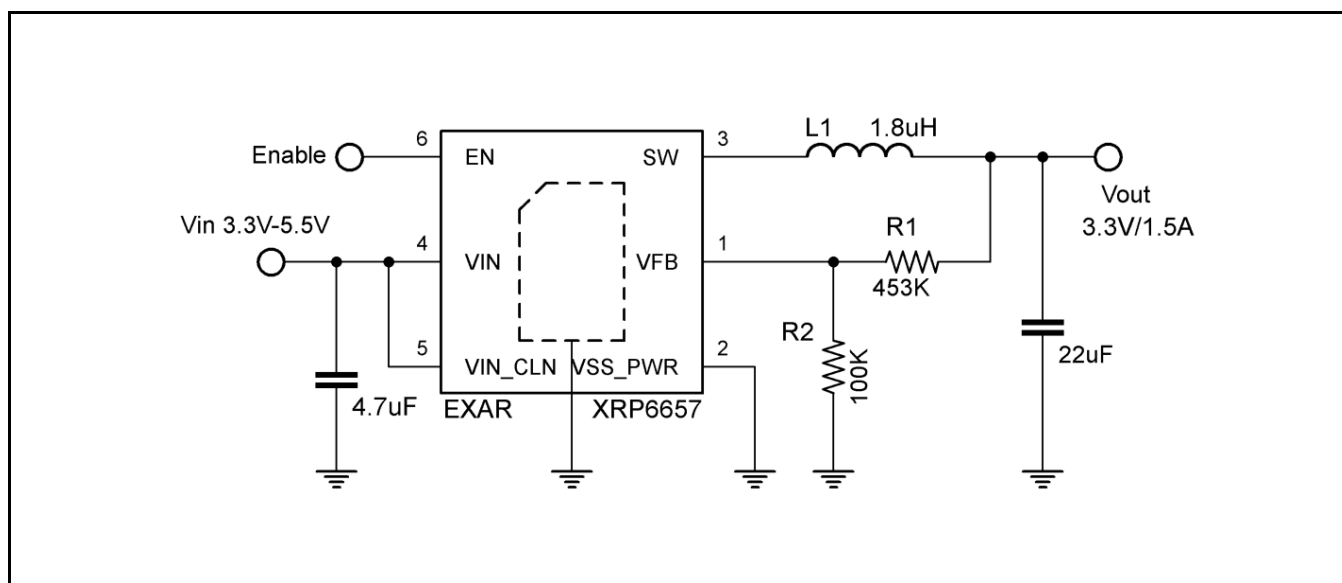 L1 1.8uH
6 3
Enable EN SW
Vout
Vin 3.3V-5.5V 3.3V/1.5A
R1
4 1
VIN VFB
453K
R2
5 2
VIN_CLN VSS_PWR
100K
22uF
4.7uF
EXAR XRP6657